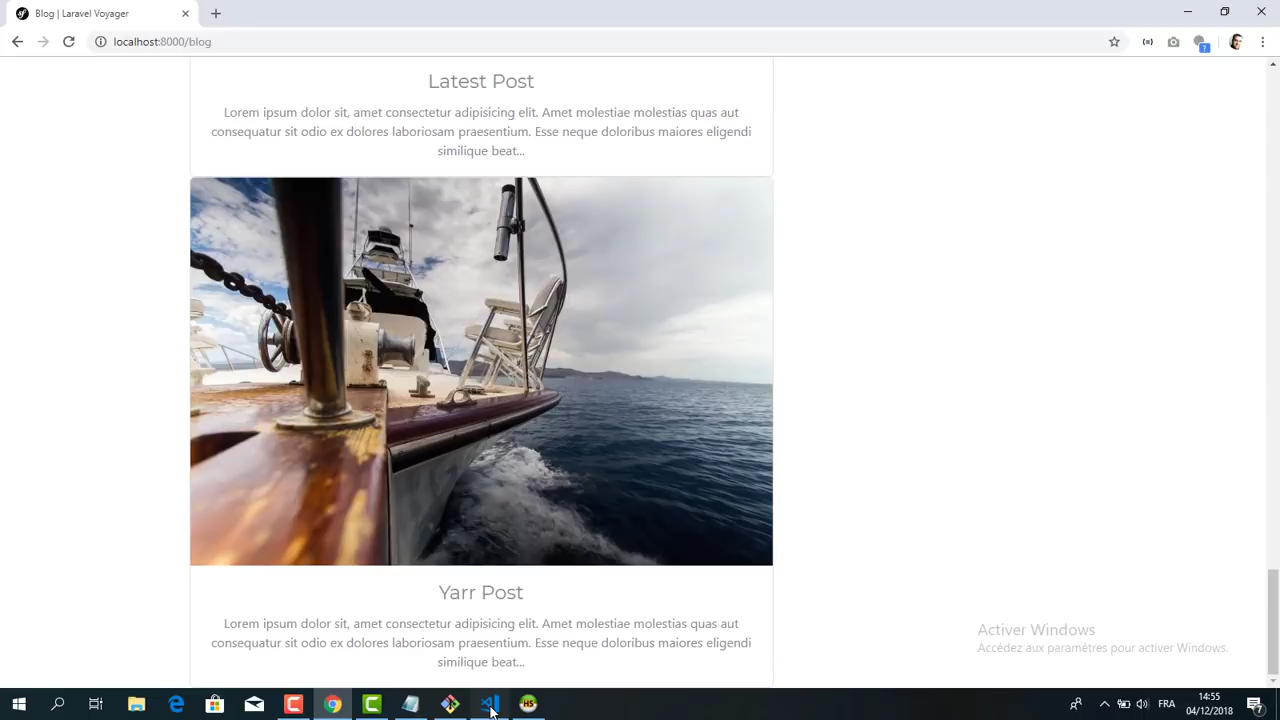 Blog | Laravel Voyager
localhost:8000/blog
Latest Post
Lorem ipsum dolor sit, amet consectetur adipisicing elit. Amet molestiae molestias quas aut
consequatur sit odio ex dolores laboriosam praesentium. Esse neque doloribus maiores eligendi
similique beat...
Yarr Post
Lorem ipsum dolor sit, amet consectetur adipisicing elit. Amet molestiae molestias quas aut
consequatur sit odio ex dolores laboriosam praesentium. Esse neque doloribus maiores eligendi
similique beat...
Activer Windows
Accédez aux paramètres pour activer Windows.
HS
FRA
14:55
04/12/2018
7